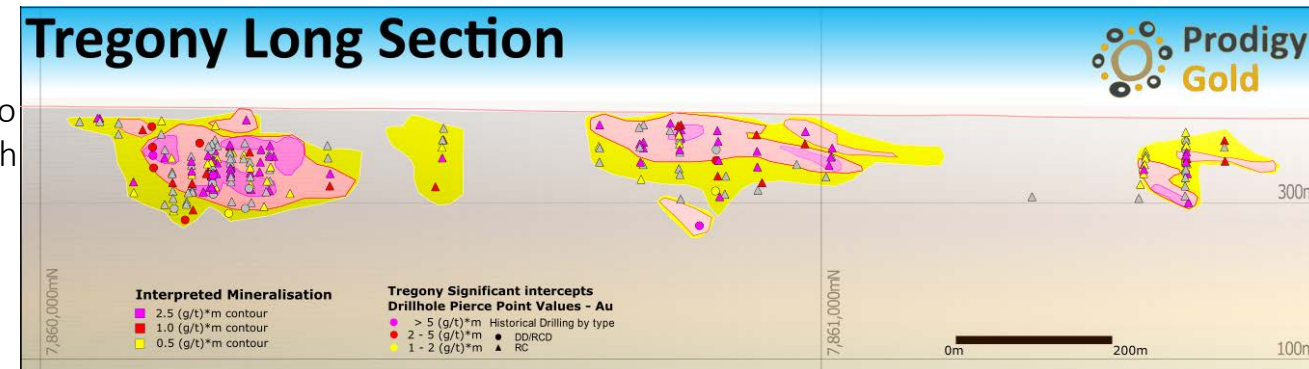 Tregony Long Section
Prodigy
Gold
o
h
300m
7,860,000mN
7,861,000mN
Interpreted Mineralisation
2.5 (g/t)*m contour
1.0 (g/t)*m contour
0.5 (g/t)*m contour
Tregony Significant intercepts
Drillhole Pierce Point Values - Au
> 5 (g/t)*m Historical Drilling by type
2 - 5 (g/t)*m DD/RCD
1 - 2 (g/t)*m RC
0m 200m
100m